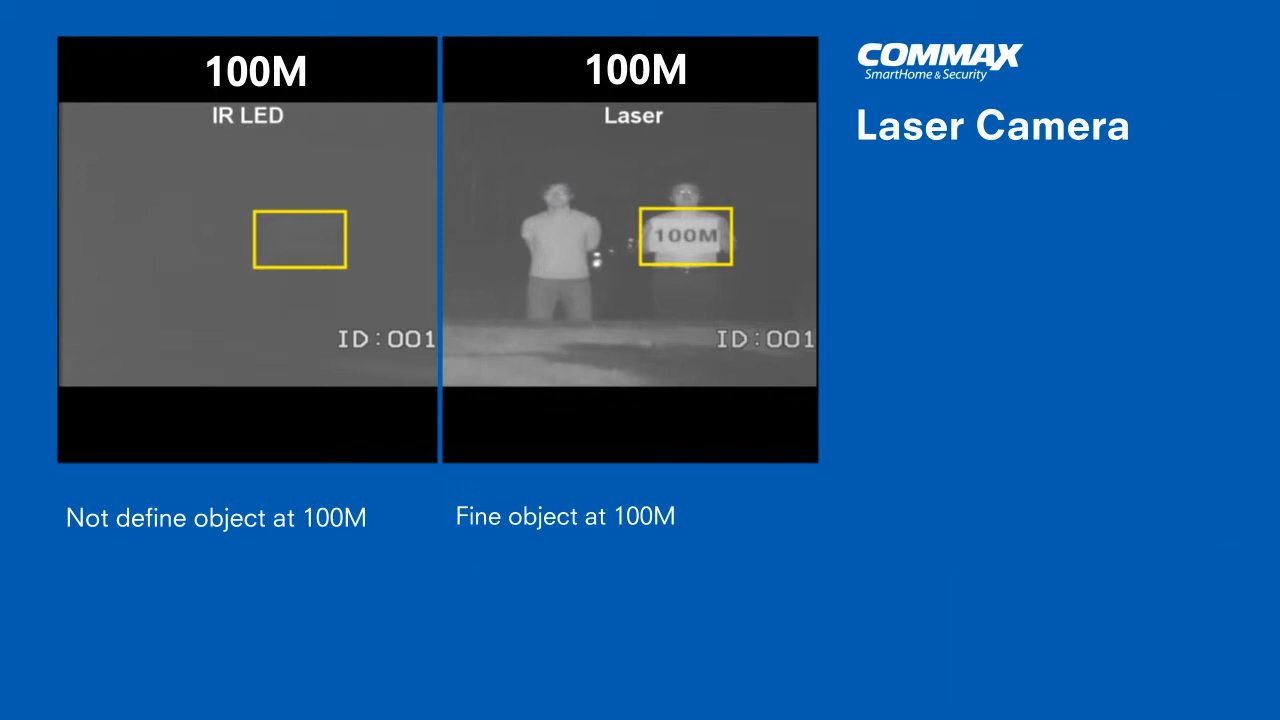 100M
IR LED
ID:001
Not define object at 100M
100M
Laser
100M
ID:001
Fine object at 100M
COMMAX
SmartHome & Security
Laser Camera